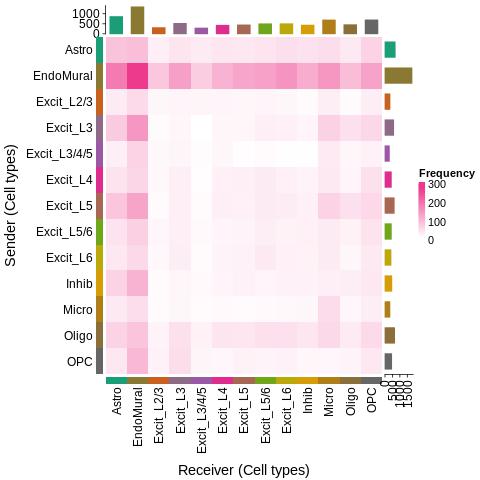 1000
500
0
Astro
EndoMural
Excit_L2/3
Excit_L3
Excit_L3/4/5
Excit_L4
Excit_L5
Excit_L5/6
Excit_L6
Inhib
Micro
Oligo
OPC
Sender (Cell types)
Frequency
300
200
100
0
0
500
1000
1500
Astro
EndoMural
Excit_L2/3
Excit_L3
Excit_L3/4/5
Excit_L4
Excit_L5
Excit_L5/6
Excit_L6
Inhib
Micro
Oligo
OPC
Receiver (Cell types)